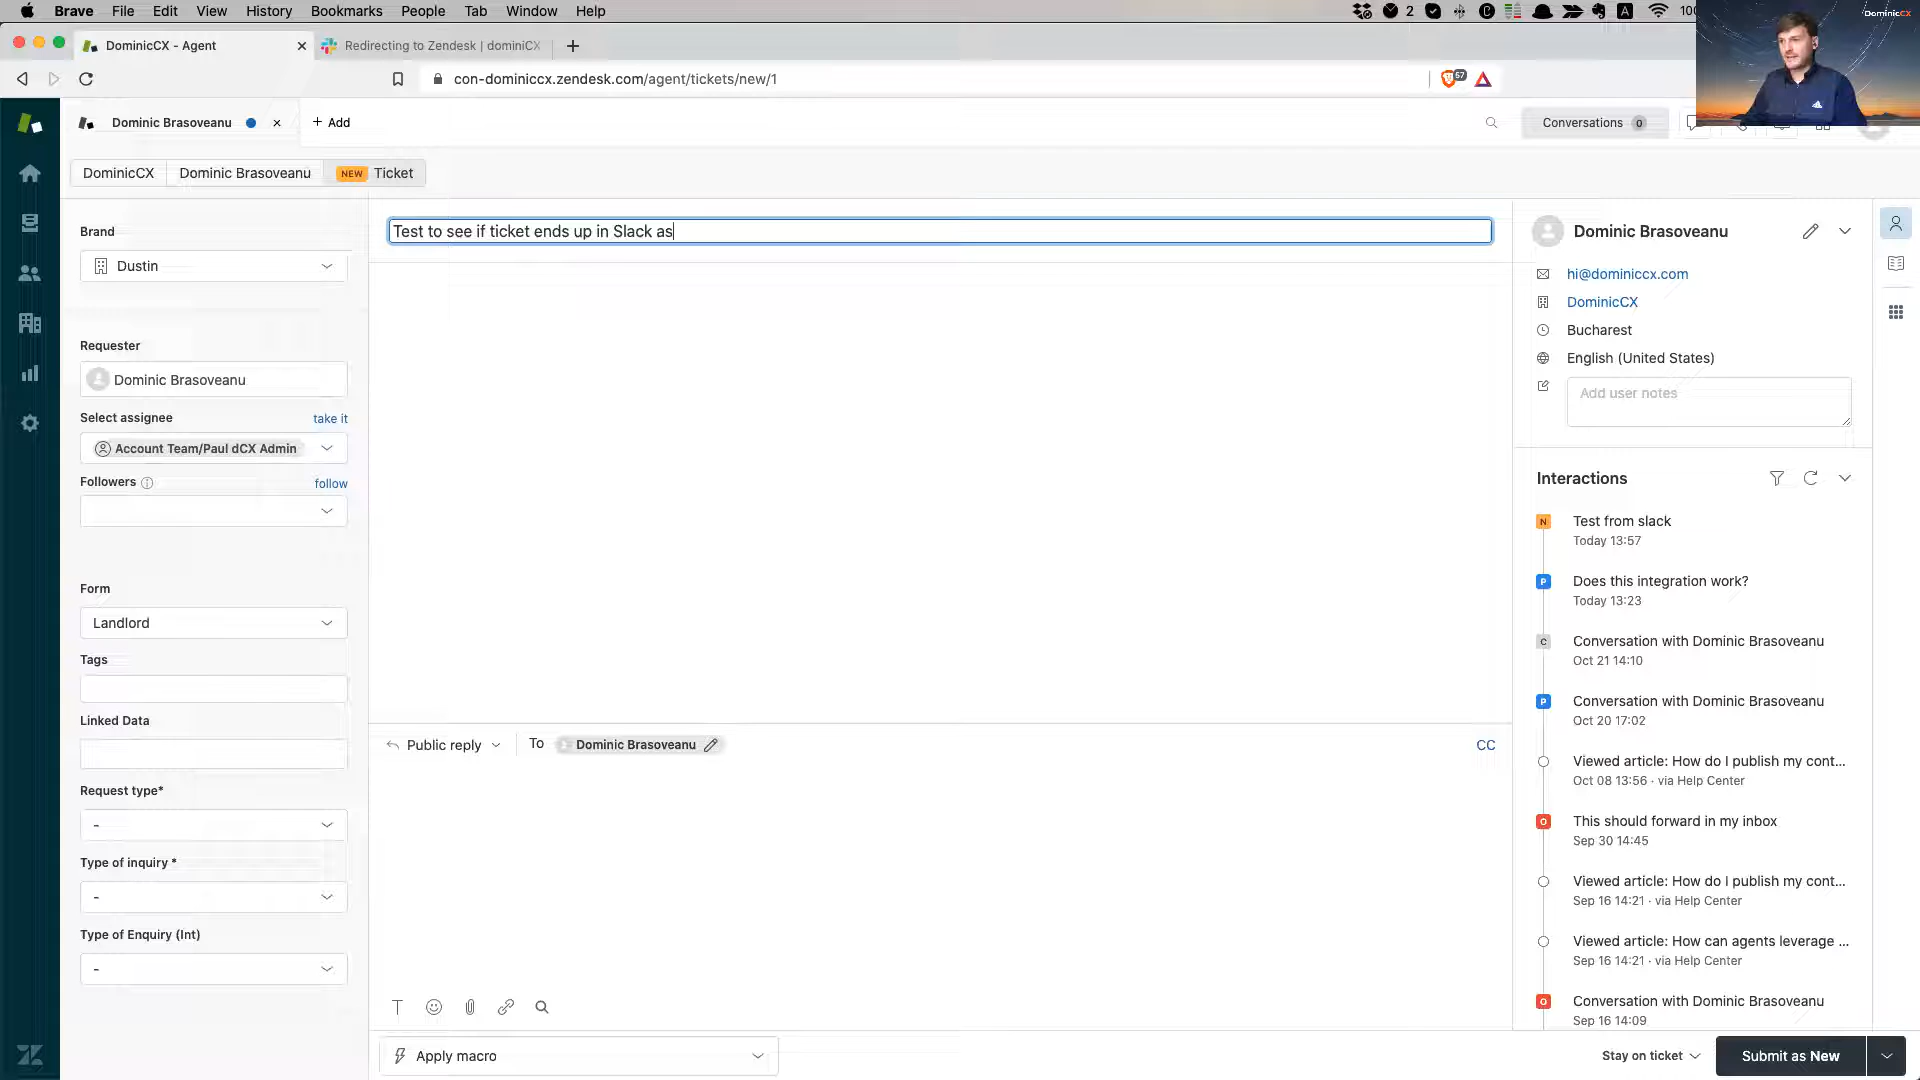 Brave File Edit View History Bookmarks People Tab Window Help
2
A
DominicCX
DominicCX - Agent
Redirecting to Zendesk | dominiCX
con-dominiccx.zendesk.com/agent/tickets/new/1
57
Dominic Brasoveanu
+ Add
Conversations 0
DominicCX
Dominic Brasoveanu
NEW Ticket
Brand
Dustin
Requester
Dominic Brasoveanu
Select assignee
take it
Account Team/Paul dCX Admin
Followers
follow
Form
Landlord
Tags
Linked Data
Request type*
-
Type of inquiry *
-
Type of Enquiry (Int)
-
Test to see if ticket ends up in Slack as
Public reply
To
Dominic Brasoveanu
CC
Apply macro
Dominic Brasoveanu
hi@dominiccx.com
DominicCX
Bucharest
English (United States)
Add user notes
Interactions
N
Test from slack
Today 13:57
P
Does this integration work?
Today 13:23
C
Conversation with Dominic Brasoveanu
Oct 21 14:10
P
Conversation with Dominic Brasoveanu
Oct 20 17:02
Viewed article: How do I publish my cont...
Oct 08 13:56 · via Help Center
O
This should forward in my inbox
Sep 30 14:45
Viewed article: How do I publish my cont...
Sep 16 14:21 · via Help Center
Viewed article: How can agents leverage ...
Sep 16 14:21 · via Help Center
O
Conversation with Dominic Brasoveanu
Sep 16 14:09
Stay on ticket
Submit as New